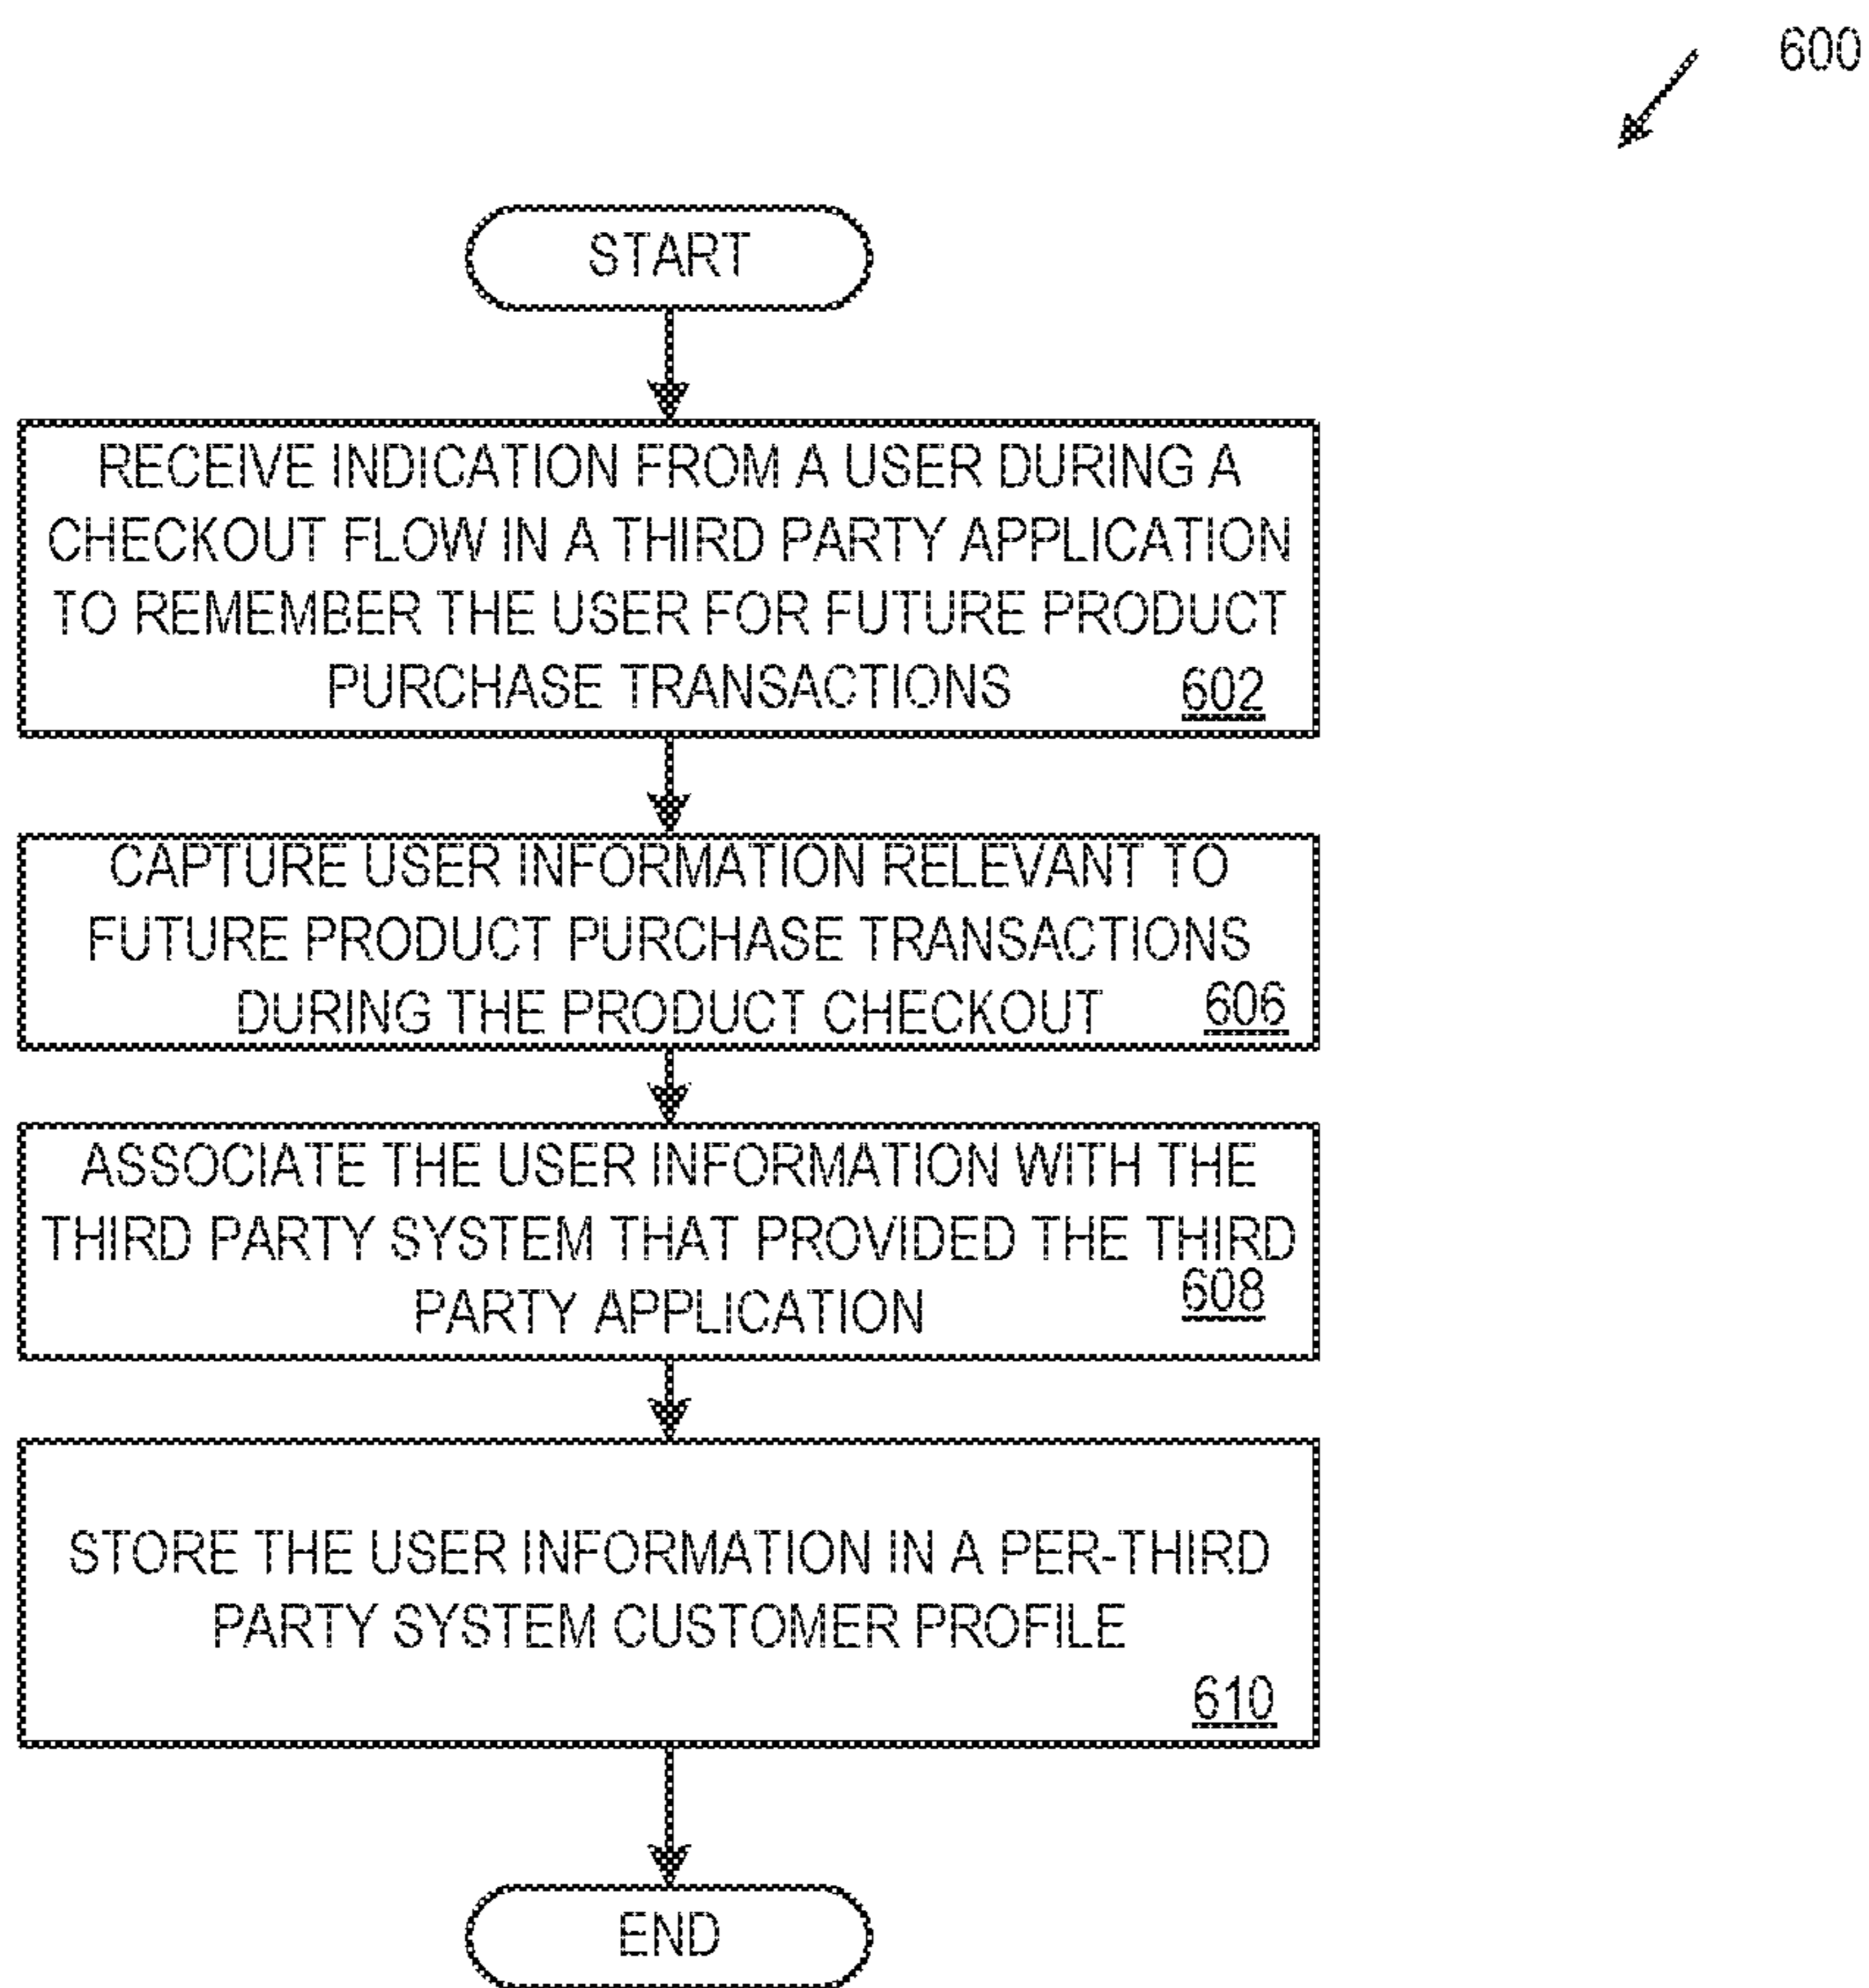 600
START
RECEIVE INDICATION FROM A USER DURING A
CHECKOUT FLOW IN A THIRD PARTY APPLICATION
TO REMEMBER THE USER FOR FUTURE PRODUCT
PURCHASE TRANSACTIONS 602
CAPTURE USER INFORMATION RELEVANT TO
FUTURE PRODUCT PURCHASE TRANSACTIONS
DURING THE PRODUCT CHECKOUT 606
ASSOCIATE THE USER INFORMATION WITH THE
THIRD PARTY SYSTEM THAT PROVIDED THE THIRD
PARTY APPLICATION 608
STORE THE USER INFORMATION IN A PER-THIRD
PARTY SYSTEM CUSTOMER PROFILE
610
END